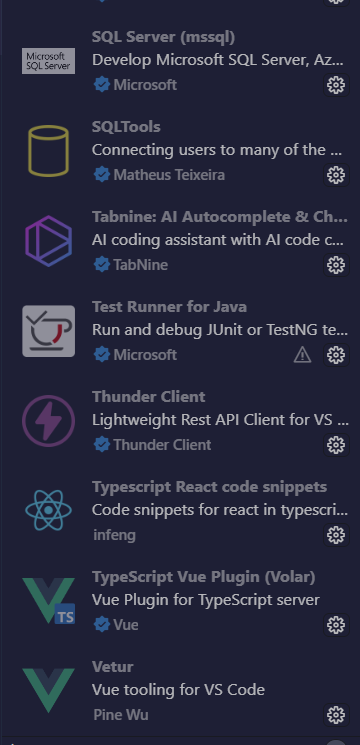 SQL Server (mssql)
Microsoft
SQL Server
Develop Microsoft SQL Server, Az...
Microsoft
SQLTools
Connecting users to many of the ...
Matheus Teixeira
Tabnine: AI Autocomplete & Ch...
AI coding assistant with AI code c...
TabNine
Test Runner for Java
Run and debug JUnit or TestNG te...
Microsoft
Thunder Client
Lightweight Rest API Client for VS ...
Thunder Client
Typescript React code snippets
Code snippets for react in typescri...
infeng
TypeScript Vue Plugin (Volar)
Vue Plugin for TypeScript server
TS
Vue
Vetur
Vue tooling for VS Code
Pine Wu